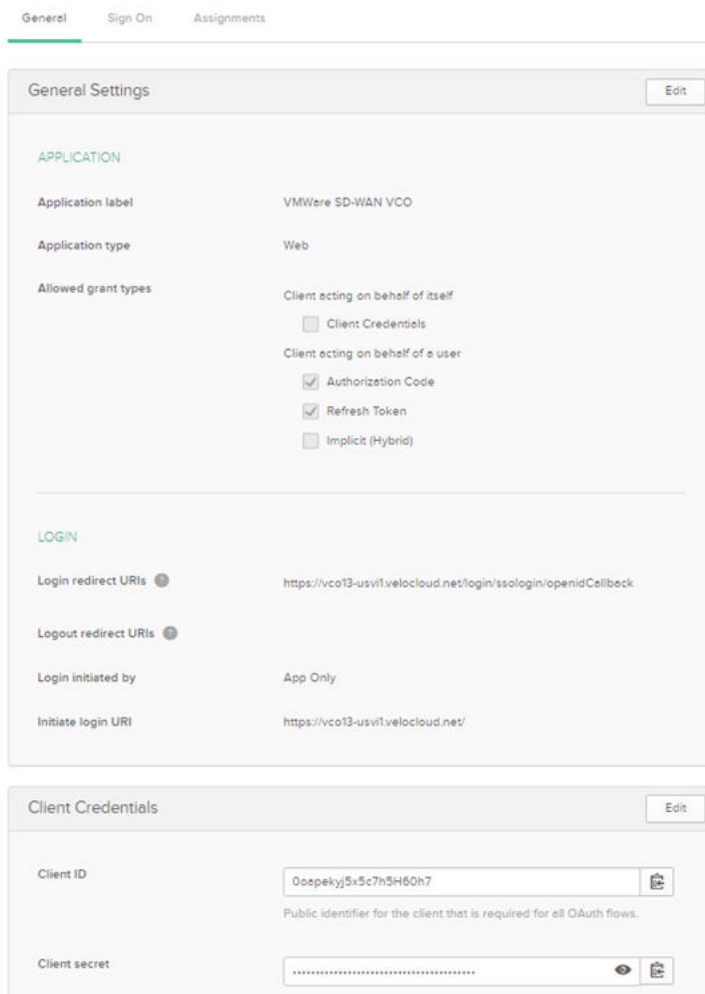 General Sign On Assignments
General Settings Edit
APPLICATION
Application label VMWare SD-WAN VCO
Application type Web
Allowed grant types
Client acting on behalf of itself
Client Credentials
Client acting on behalf of a user
Authorization Code
Refresh Token
Implicit (Hybrid)
LOGIN
Login redirect URIs ? https://vco13-usvi1.velocloud.net/login/ssologin/openidCallback
Logout redirect URIs ?
Login initiated by App Only
Initiate login URI https://vco13-usvi1.velocloud.net/
Client Credentials Edit
Client ID 0oapekyj5x5c7h5H60h7
Public identifier for the client that is required for all OAuth flows.
Client secret